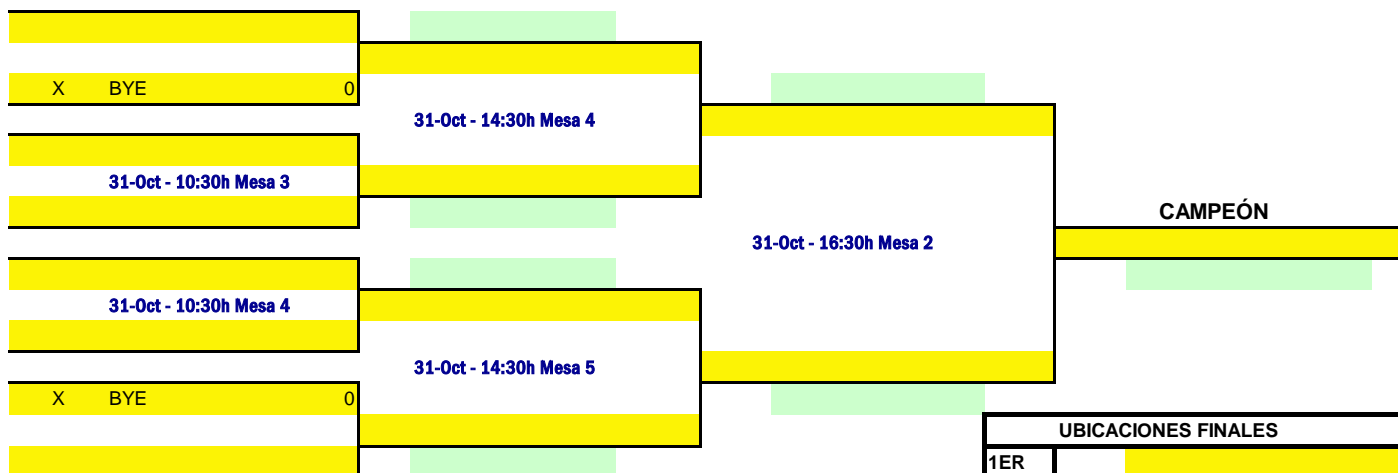 X BYE 0
31-Oct - 14:30h Mesa 4
31-Oct - 10:30h Mesa 3
CAMPEÓN
31-Oct - 16:30h Mesa 2
31-Oct - 10:30h Mesa 4
31-Oct - 14:30h Mesa 5
X BYE 0
UBICACIONES FINALES
1ER